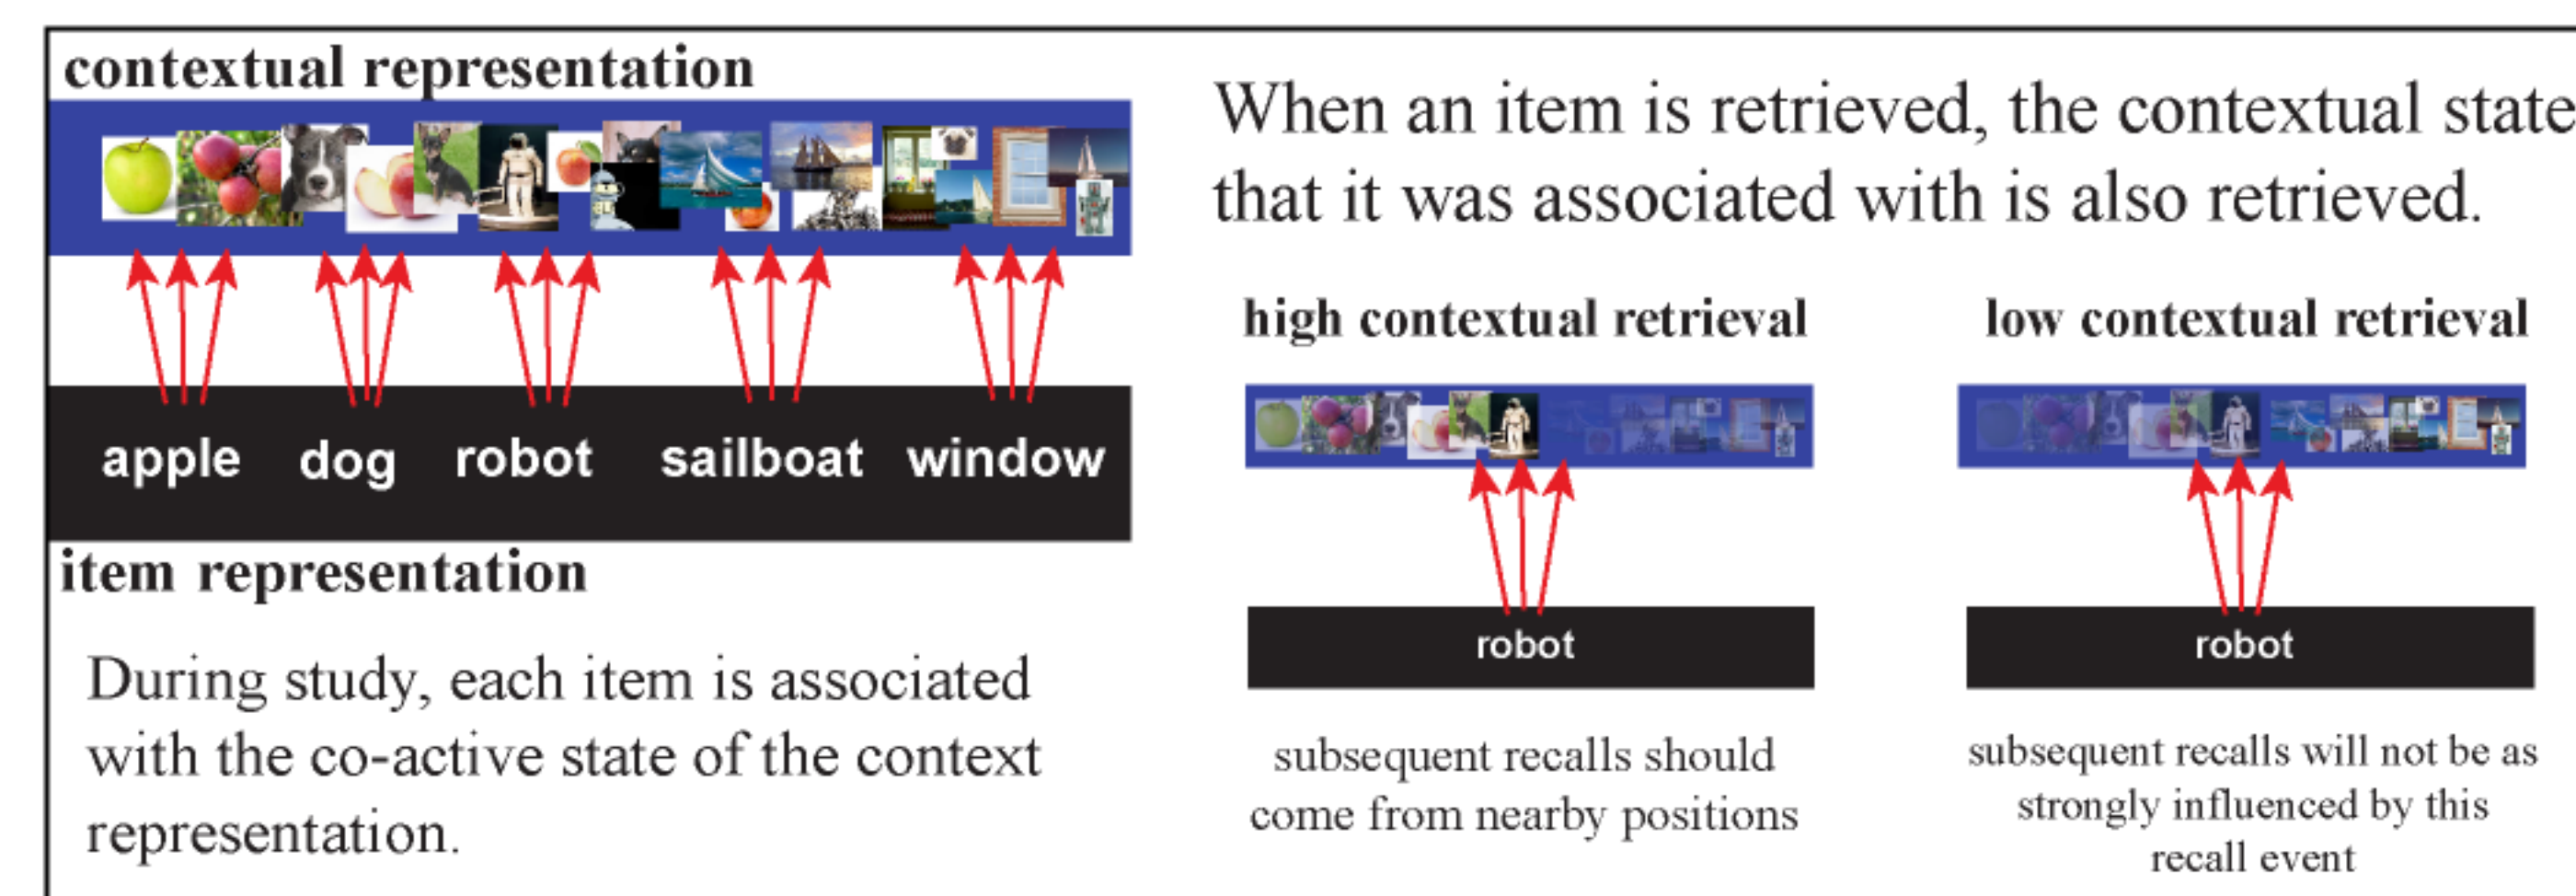 contextual representation
apple dog robot sailboat window
item representation
During study, each item is associated
with the co-active state of the context
representation.
When an item is retrieved, the contextual state
that it was associated with is also retrieved.
high contextual retrieval
robot
subsequent recalls should
come from nearby positions
low contextual retrieval
robot
subsequent recalls will not be as
strongly influenced by this
recall event